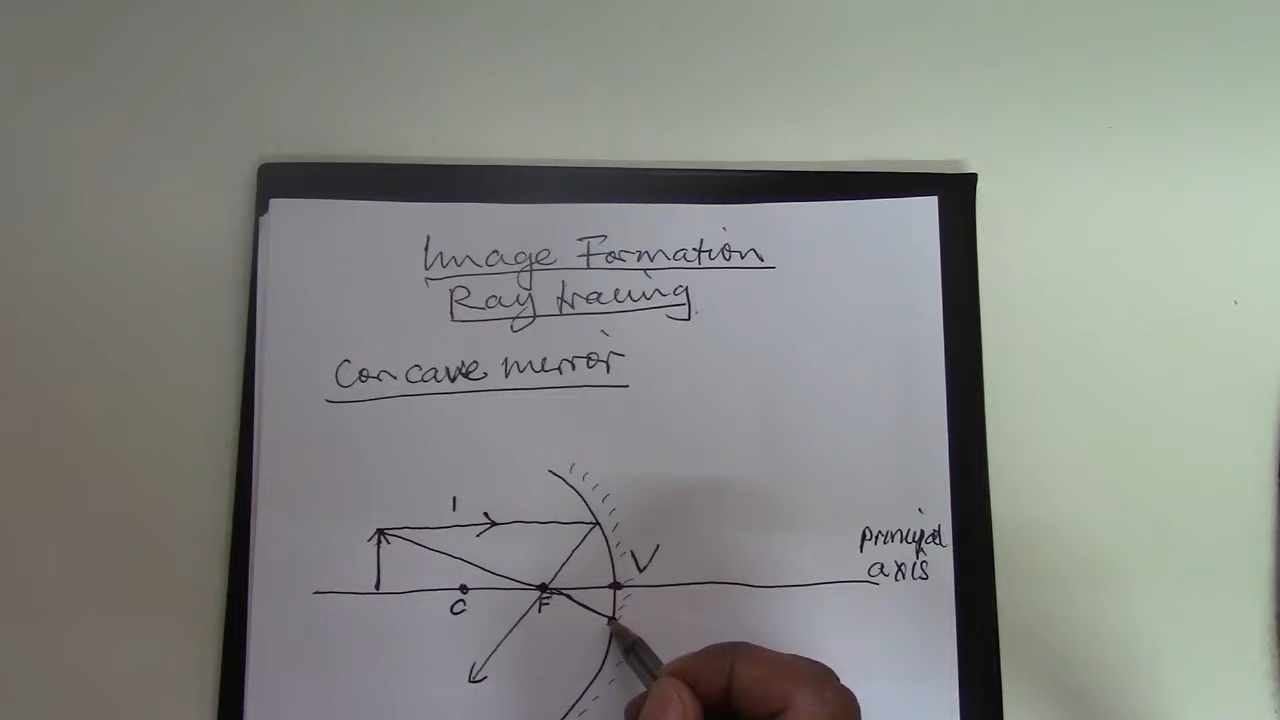 Image Formation
Ray tracing
Concave mirror
1
V
principal
axis
C
F